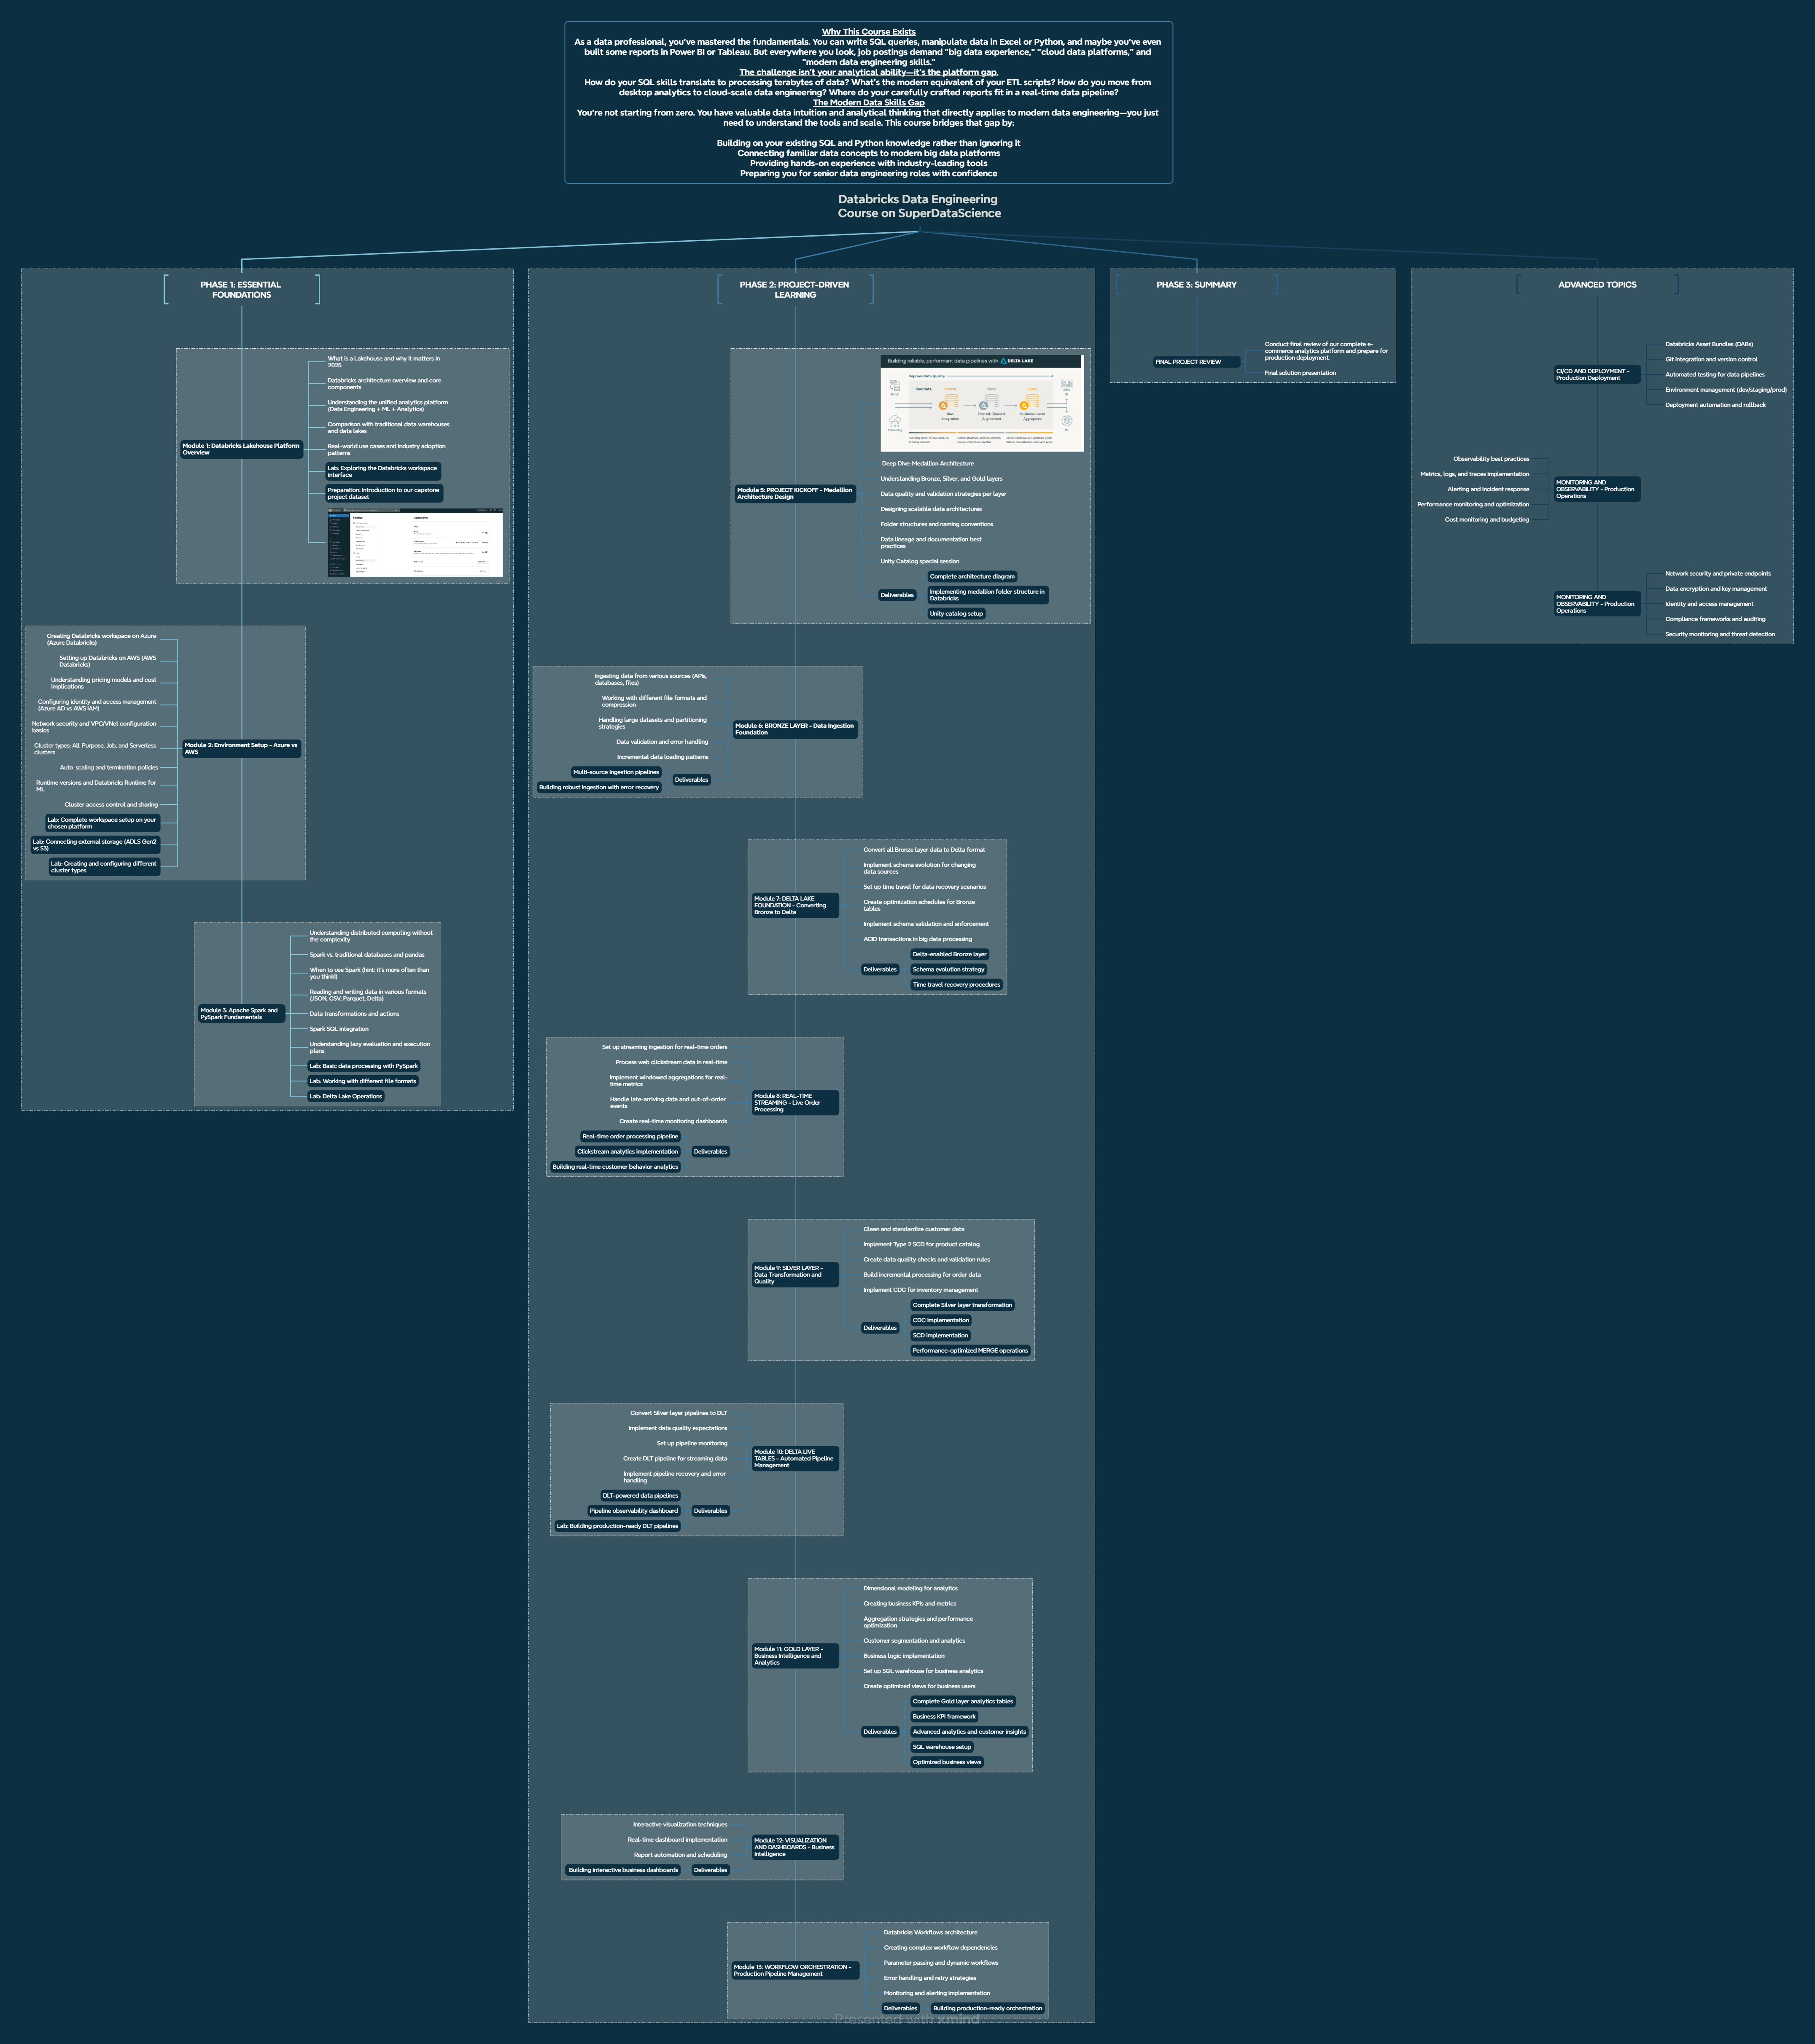 Why This Course Exists
As a data professional, you've mastered the fundamentals. You can write SQL queries, manipulate data in Excel or Python, and maybe you've even
built some reports in Power BI or Tableau. But everywhere you look, job postings demand "big data experience," "cloud data platforms," and
"modern data engineering skills."
The challenge isn't your analytical ability—it's the platform gap.
How do your SQL skills translate to processing terabytes of data? What's the modern equivalent of your ETL scripts? How do you move from
desktop analytics to cloud-scale data engineering? Where do your carefully crafted reports fit in a real-time data pipeline?
The Modern Data Skills Gap
You're not starting from zero. You have valuable data intuition and analytical thinking that directly applies to modern data engineering—you just
need to understand the tools and scale. This course bridges that gap by:
Building on your existing SQL and Python knowledge rather than ignoring it
Connecting familiar data concepts to modern big data platforms
Providing hands-on experience with industry-leading tools
Preparing you for senior data engineering roles with confidence
Databricks Data Engineering
Course on SuperDataScience
PHASE 1: ESSENTIAL
FOUNDATIONS
Module 1: Databricks Lakehouse Platform
Overview
What is a Lakehouse and why it matters in
2025
Databricks architecture overview and core
components
Understanding the unified analytics platform
(Data Engineering + ML + Analytics)
Comparison with traditional data warehouses
and data lakes
Real-world use cases and industry adoption
patterns
Lab: Exploring the Databricks workspace
interface
Preparation: Introduction to our capstone
project dataset
Module 2: Environment Setup - Azure vs
AWS
Creating Databricks workspace on Azure
(Azure Databricks)
Setting up Databricks on AWS (AWS
Databricks)
Understanding pricing models and cost
implications
Configuring identity and access management
(Azure AD vs AWS IAM)
Network security and VPC/VNet configuration
basics
Cluster types: All-Purpose, Job, and Serverless
clusters
Auto-scaling and termination policies
Runtime versions and Databricks Runtime for
ML
Cluster access control and sharing
Lab: Complete workspace setup on your
chosen platform
Lab: Connecting external storage (ADLS Gen2
vs S3)
Lab: Creating and configuring different
cluster types
Module 3: Apache Spark and
PySpark Fundamentals
Understanding distributed computing without
the complexity
Spark vs. traditional databases and pandas
When to use Spark (hint: it's more often than
you think!)
Reading and writing data in various formats
(JSON, CSV, Parquet, Delta)
Data transformations and actions
Spark SQL integration
Understanding lazy evaluation and execution
plans
Lab: Basic data processing with PySpark
Lab: Working with different file formats
Lab: Delta Lake Operations
PHASE 2: PROJECT-DRIVEN
LEARNING
Module 5: PROJECT KICKOFF - Medallion
Architecture Design
Building reliable, performant data pipelines with DELTA LAKE
Improve Data Quality
Raw Data
Bronze
Silver
Gold
Raw
Integration
Filtered, Cleaned,
Augmented
Business-Level
Aggregates
Deep Dive: Medallion Architecture
Understanding Bronze, Silver, and Gold layers
Data quality and validation strategies per layer
Designing scalable data architectures
Folder structures and naming conventions
Data lineage and documentation best
practices
Unity Catalog special session
Deliverables
Complete architecture diagram
Implementing medallion folder structure in
Databricks
Unity catalog setup
Module 6: BRONZE LAYER - Data Ingestion
Foundation
Ingesting data from various sources (APIs,
databases, files)
Working with different file formats and
compression
Handling large datasets and partitioning
strategies
Data validation and error handling
Incremental data loading patterns
Deliverables
Multi-source ingestion pipelines
Building robust ingestion with error recovery
Module 7: DELTA LAKE
FOUNDATION - Converting
Bronze to Delta
Convert all Bronze layer data to Delta format
Implement schema evolution for changing
data sources
Set up time travel for data recovery scenarios
Create optimization schedules for Bronze
tables
Implement schema validation and enforcement
ACID transactions in big data processing
Deliverables
Delta-enabled Bronze layer
Schema evolution strategy
Time travel recovery procedures
Module 8: REAL-TIME
STREAMING - Live Order
Processing
Set up streaming ingestion for real-time orders
Process web clickstream data in real-time
Implement windowed aggregations for real-
time metrics
Handle late-arriving data and out-of-order
events
Create real-time monitoring dashboards
Deliverables
Real-time order processing pipeline
Clickstream analytics implementation
Building real-time customer behavior analytics
Module 9: SILVER LAYER -
Data Transformation and
Quality
Clean and standardize customer data
Implement Type 2 SCD for product catalog
Create data quality checks and validation rules
Build incremental processing for order data
Implement CDC for inventory management
Deliverables
Complete Silver layer transformation
CDC implementation
SCD implementation
Performance-optimized MERGE operations
Module 10: DELTA LIVE
TABLES - Automated Pipeline
Management
Convert Silver layer pipelines to DLT
Implement data quality expectations
Set up pipeline monitoring
Create DLT pipeline for streaming data
Implement pipeline recovery and error
handling
Deliverables
DLT-powered data pipelines
Pipeline observability dashboard
Lab: Building production-ready DLT pipelines
Module 11: GOLD LAYER -
Business Intelligence and
Analytics
Dimensional modeling for analytics
Creating business KPIs and metrics
Aggregation strategies and performance
optimization
Customer segmentation and analytics
Business logic implementation
Set up SQL warehouse for business analytics
Create optimized views for business users
Deliverables
Complete Gold layer analytics tables
Business KPI framework
Advanced analytics and customer insights
SQL warehouse setup
Optimized business views
Module 12: VISUALIZATION
AND DASHBOARDS - Business
Intelligence
Interactive visualization techniques
Real-time dashboard implementation
Report automation and scheduling
Deliverables
Building interactive business dashboards
Module 13: WORKFLOW ORCHESTRATION -
Production Pipeline Management
Databricks Workflows architecture
Creating complex workflow dependencies
Parameter passing and dynamic workflows
Error handling and retry strategies
Monitoring and alerting implementation
Deliverables
Building production-ready orchestration
PHASE 3: SUMMARY
FINAL PROJECT REVIEW
Conduct final review of our complete e-
commerce analytics platform and prepare for
production deployment.
Final solution presentation
ADVANCED TOPICS
CI/CD AND DEPLOYMENT -
Production Deployment
Databricks Asset Bundles (DABs)
Git integration and version control
Automated testing for data pipelines
Environment management (dev/staging/prod)
Deployment automation and rollback
MONITORING AND
OBSERVABILITY - Production
Operations
Observability best practices
Metrics, logs, and traces implementation
Alerting and incident response
Performance monitoring and optimization
Cost monitoring and budgeting
MONITORING AND
OBSERVABILITY - Production
Operations
Network security and private endpoints
Data encryption and key management
Identity and access management
Compliance frameworks and auditing
Security monitoring and threat detection
Presented with xmind